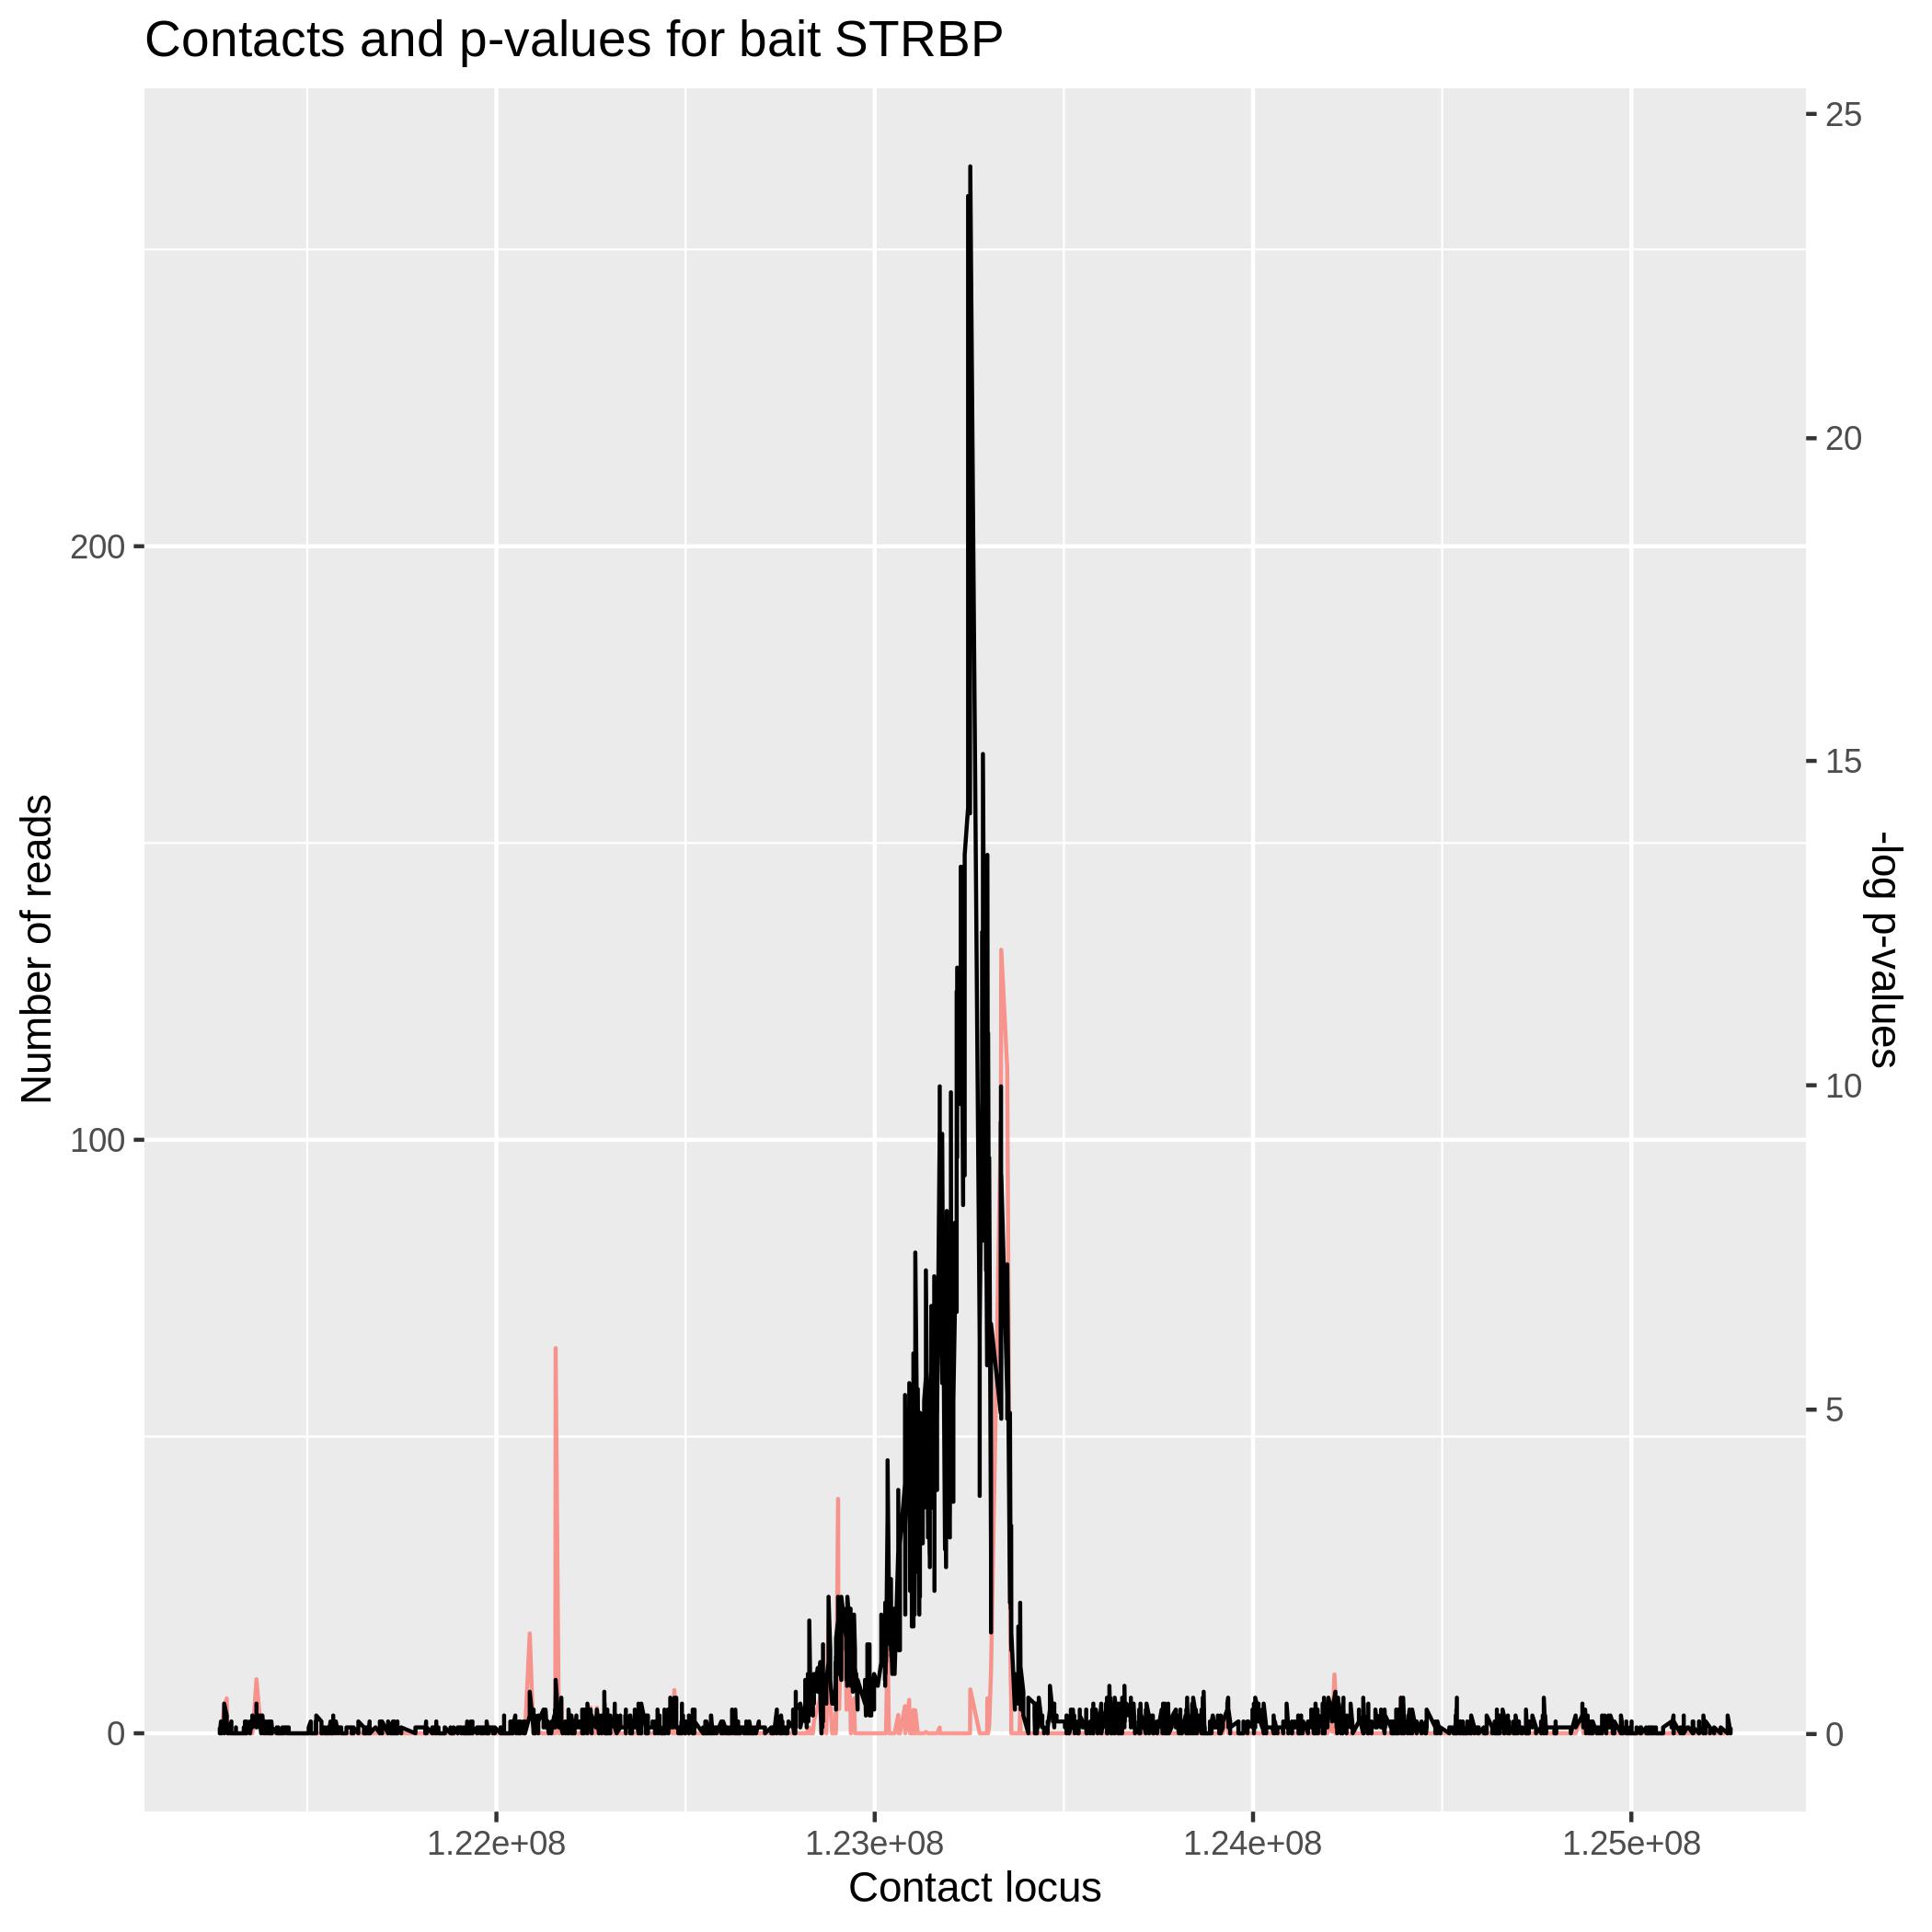 Contacts and p-values for bait STRBP
Number of reads
200
100
0
25
20
15
10
5
0
-log p-values
1.22e+08 1.23e+08 1.24e+08 1.25e+08
Contact locus